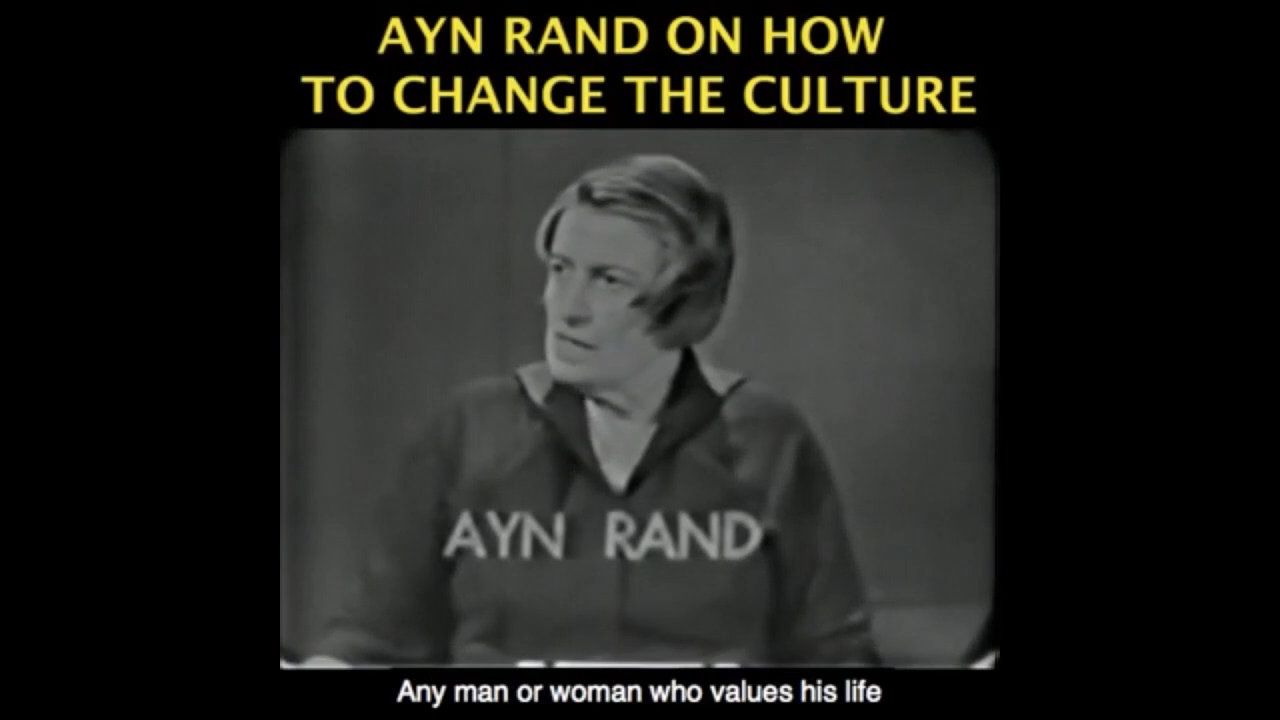 AYN RAND ON HOW
TO CHANGE THE CULTURE
AYN RAND
Any man or woman who values his life